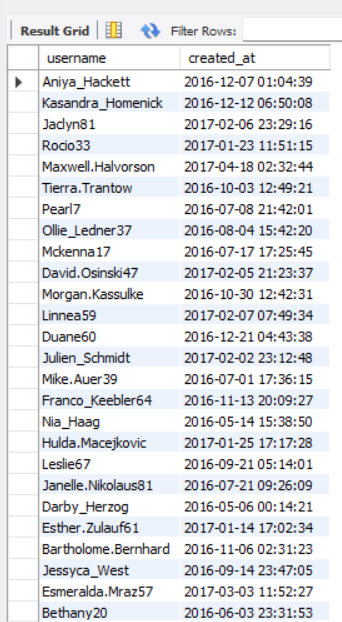 Result Grid Filter Rows:
username created_at
Aniya_Hackett 2016-12-07 01:04:39
Kasandra_Homenick 2016-12-12 06:50:08
Jaclyn81 2017-02-06 23:29:16
Rocio33 2017-01-23 11:51:15
Maxwell.Halvorson 2017-04-18 02:32:44
Tierra.Trantow 2016-10-03 12:49:21
Pearl7 2016-07-08 21:42:01
Ollie_Ledner37 2016-08-04 15:42:20
Mckenna17 2016-07-17 17:25:45
David.Osinski47 2017-02-05 21:23:37
Morgan.Kassulke 2016-10-30 12:42:31
Linnea59 2017-02-07 07:49:34
Duane60 2016-12-21 04:43:38
Julien_Schmidt 2017-02-02 23:12:48
Mike.Auer39 2016-07-01 17:36:15
Franco_Keebler64 2016-11-13 20:09:27
Nia_Haag 2016-05-14 15:38:50
Hulda.Macejkovic 2017-01-25 17:17:28
Leslie67 2016-09-21 05:14:01
Janelle.Nikolaus81 2016-07-21 09:26:09
Darby_Herzog 2016-05-06 00:14:21
Esther.Zulauf61 2017-01-14 17:02:34
Bartholome.Bernhard 2016-11-06 02:31:23
Jessyca_West 2016-09-14 23:47:05
Esmeralda.Mraz57 2017-03-03 11:52:27
Bethany20 2016-06-03 23:31:53